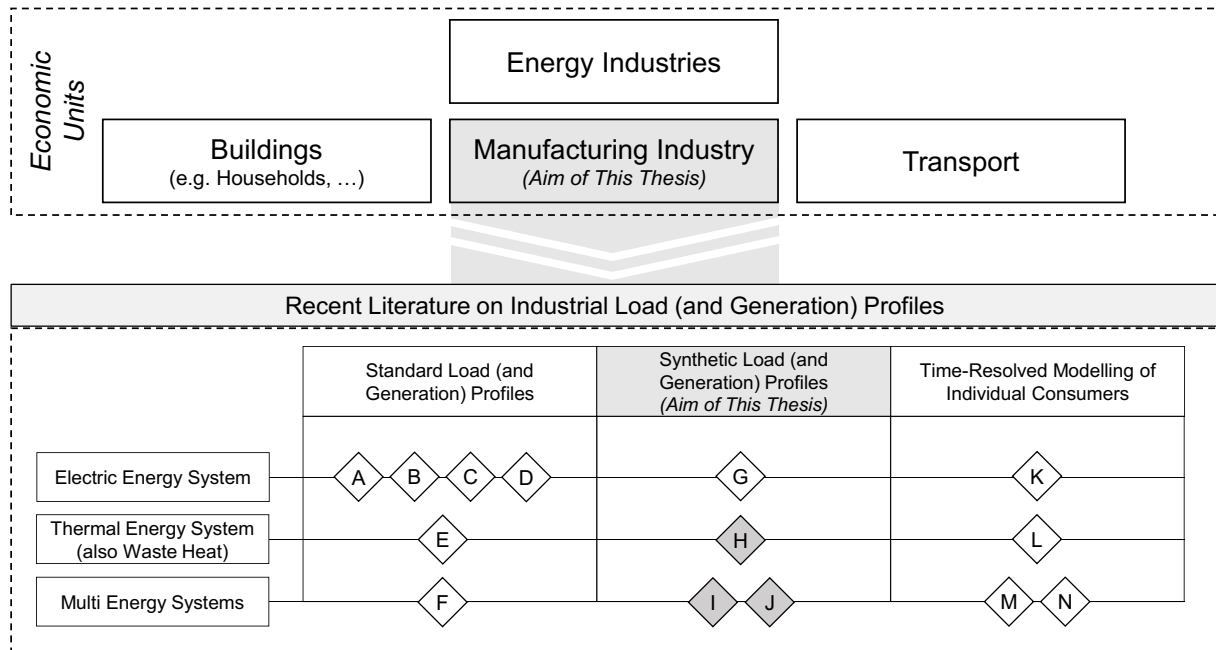 Economic
Units
Energy Industries
Buildings
(e.g. Households, …)
Manufacturing Industry
(Aim of This Thesis)
Transport
Recent Literature on Industrial Load (and Generation) Profiles
Standard Load (and
Generation) Profiles
Synthetic Load (and
Generation) Profiles
(Aim of This Thesis)
Time-Resolved Modelling of
Individual Consumers
Electric Energy System
A B C D G K
Thermal Energy System
(also Waste Heat)
E H L
Multi Energy Systems
F I J M N